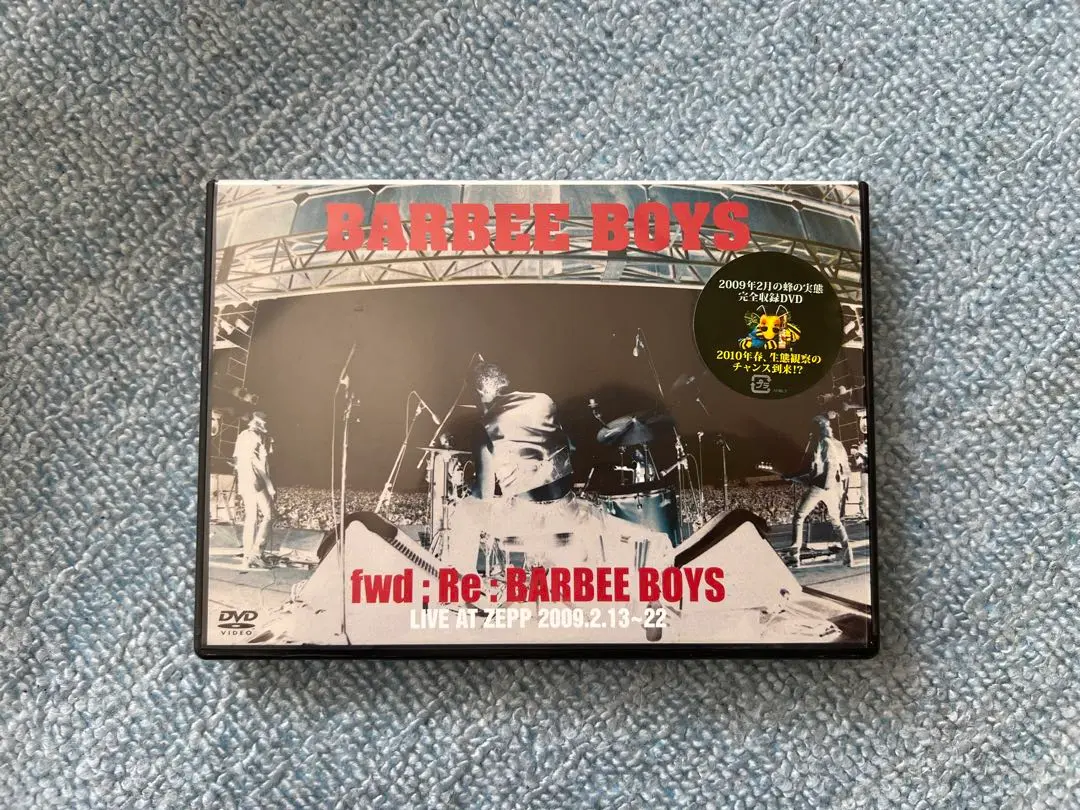 BARBEE BOYS
2009年2月の蜂の実態
完全収録DVD
2010年春、生態観察の
チャンス到来!?
プラ
fwd ; Re : BARBEE BOYS
LIVE AT ZEPP 2009.2.13~22
DVD
VIDEO